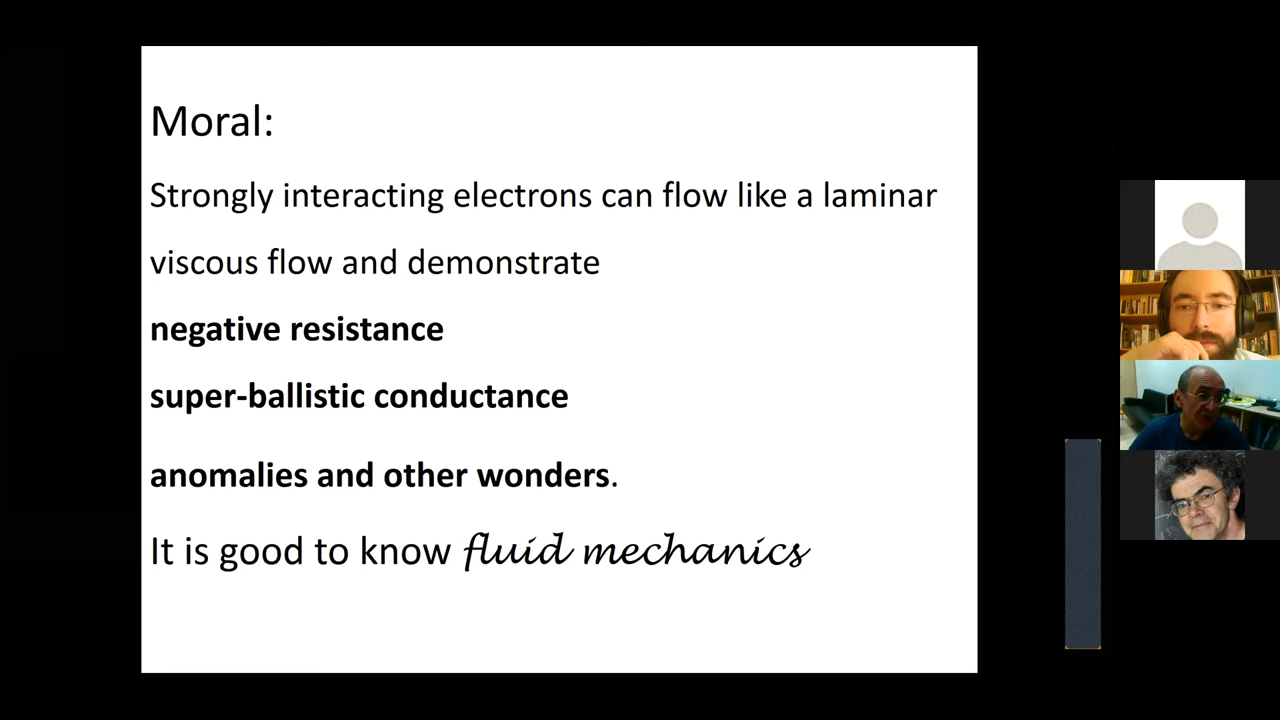 Moral:
Strongly interacting electrons can flow like a laminar
viscous flow and demonstrate
negative resistance
super-ballistic conductance
anomalies and other wonders.
It is good to know fluid mechanics